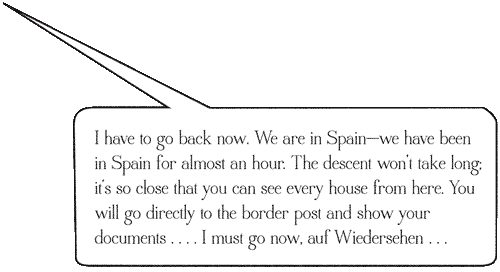 I have to go back now. We are in Spain—we have been
in Spain for almost an hour. The descent won't take long;
it's so close that you can see every house from here. You
will go directly to the border post and show your
documents . . . . I must go now, auf Wiedersehen . . .